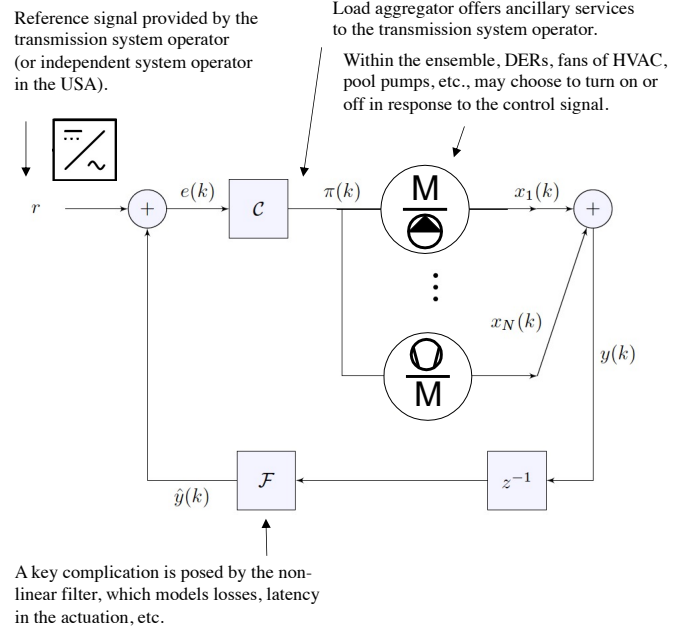 Reference signal provided by the
transmission system operator
(or independent system operator
in the USA).
Load aggregator offers ancillary services
to the transmission system operator.
Within the ensemble, DERs, fans of HVAC,
pool pumps, etc., may choose to turn on or
off in response to the control signal.
r
+
e(k)
C
π(k)
M
x₁(k)
+
⋮
x_N(k)
M
y(k)
ŷ(k)
F
z⁻¹
A key complication is posed by the non-
linear filter, which models losses, latency
in the actuation, etc.